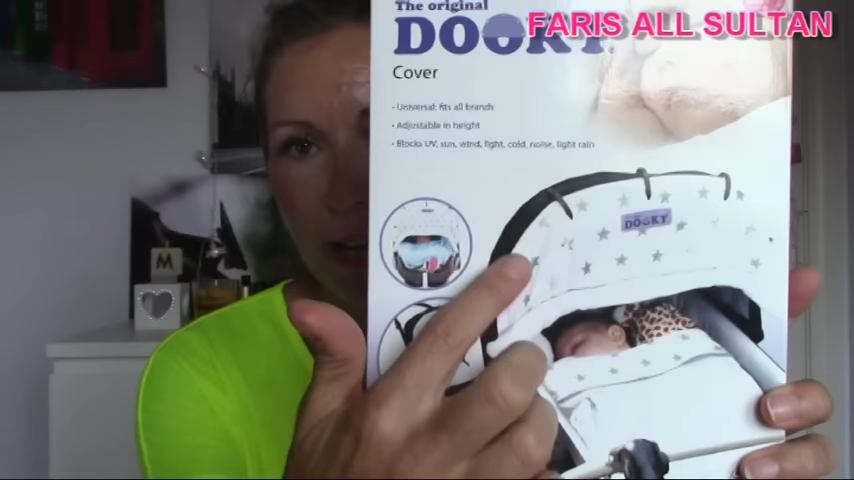 The original
DOOKY
FARIS ALL SULTAN
Cover
• Universal: fits all brands
• Adjustable in height
• Blocks UV, sun, wind, light, cold, noise, light rain
DOOKY
M